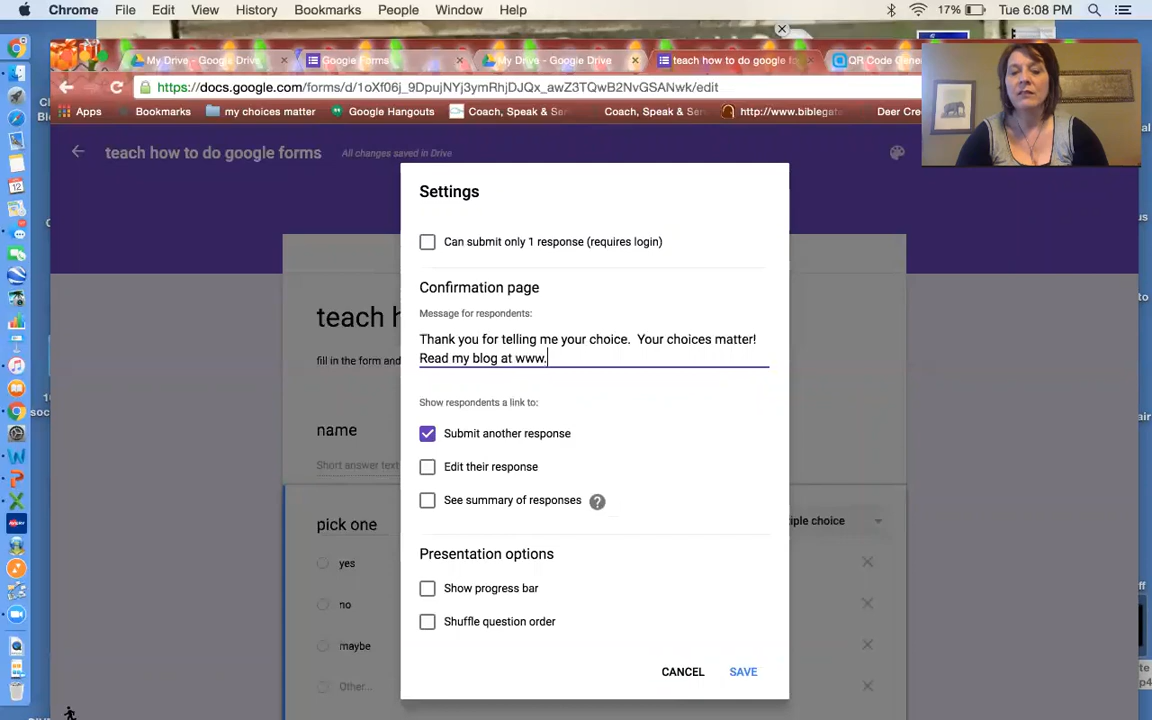 Chrome File Edit View History Bookmarks People Window Help 17% Tue 6:08 PM
My Drive - Google Drive Google Forms My Drive - Google Drive teach how to do google fo QR Code Gene
https://docs.google.com/forms/d/1oXf06j_9DpujNYj3ymRhjDJQx_awZ3TQwB2NvGSANwk/edit
Apps Bookmarks my choices matter Google Hangouts Coach, Speak & Ser Coach, Speak & Ser http://www.biblega Deer Cre
teach how to do google forms All changes saved in Drive
Settings
Can submit only 1 response (requires login)
Confirmation page
teach h
Message for respondents:
Thank you for telling me your choice. Your choices matter!
fill in the form and
Read my blog at www.
Show respondents a link to:
name
Submit another response
Short answer text
Edit their response
See summary of responses ?
pick one
tiple choice
Presentation options
yes
Show progress bar
no
Shuffle question order
maybe
CANCEL SAVE
Other...